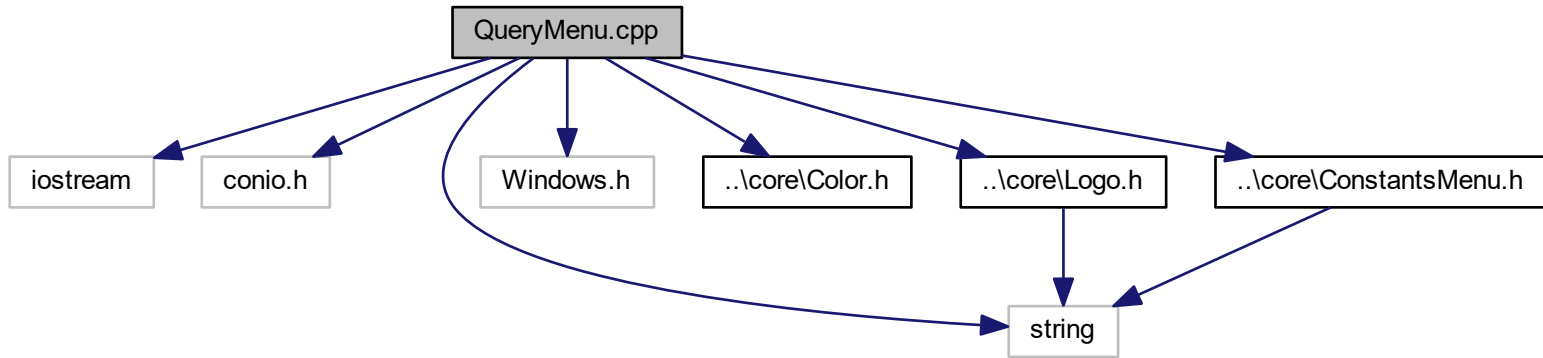 QueryMenu.cpp
iostream
conio.h
Windows.h
..\core\Color.h
..\core\Logo.h
..\core\ConstantsMenu.h
string